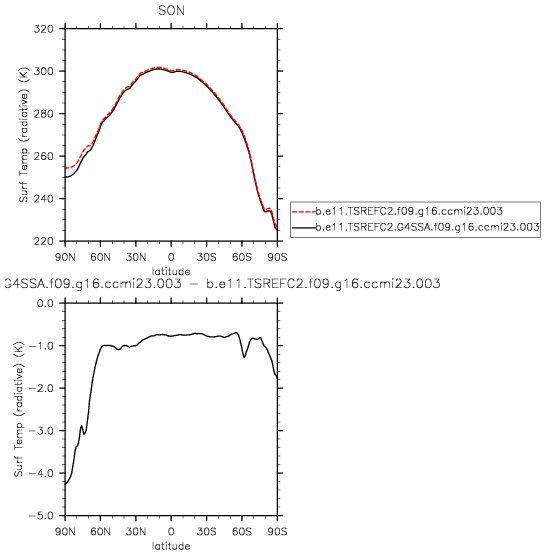 SON
320
300
280
260
240
220
Surf Temp (radiative) (K)
90N 60N 30N 0 30S 60S 90S
latitude
b.e11.TSREFC2.f09.g16.ccmi23.003
b.e11.TSREFC2.G4SSA.f09.g16.ccmi23.003
G4SSA.f09.g16.ccmi23.003 − b.e11.TSREFC2.f09.g16.ccmi23.003
0.0
−1.0
−2.0
−3.0
−4.0
−5.0
Surf Temp (radiative) (K)
90N 60N 30N 0 30S 60S 90S
latitude